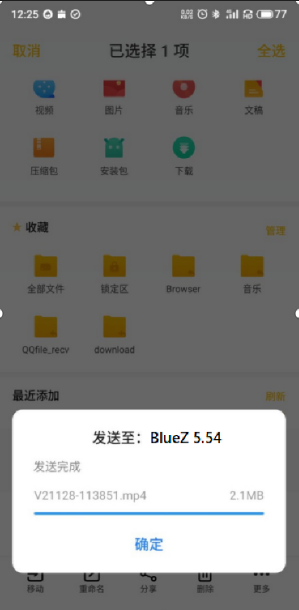 12:25 77
取消 已选择 1 项 全选
视频 图片 音乐 文稿
压缩包 安装包 下载
收藏 管理
全部文件 锁定区 Browser 音乐
QQfile_recv download
最近添加 刷新
发送至：BlueZ 5.54
发送完成
V21128-113851.mp4 2.1MB
确定
移动 重命名 分享 删除 更多